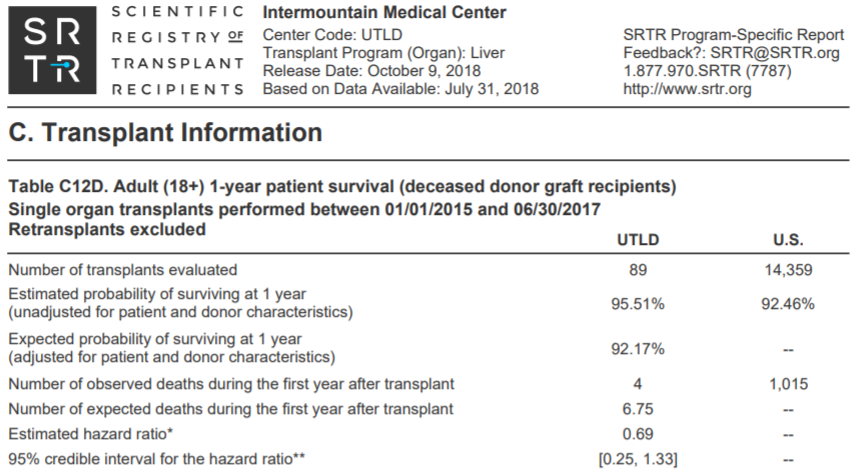 SRTR
SCIENTIFIC
REGISTRY OF
TRANSPLANT
RECIPIENTS
Intermountain Medical Center
Center Code: UTLD
Transplant Program (Organ): Liver
Release Date: October 9, 2018
Based on Data Available: July 31, 2018
SRTR Program-Specific Report
Feedback?: SRTR@SRTR.org
1.877.970.SRTR (7787)
http://www.srtr.org
C. Transplant Information
Table C12D. Adult (18+) 1-year patient survival (deceased donor graft recipients)
Single organ transplants performed between 01/01/2015 and 06/30/2017
Retransplants excluded
UTLD U.S.
Number of transplants evaluated 89 14,359
Estimated probability of surviving at 1 year
(unadjusted for patient and donor characteristics) 95.51% 92.46%
Expected probability of surviving at 1 year
(adjusted for patient and donor characteristics) 92.17% --
Number of observed deaths during the first year after transplant 4 1,015
Number of expected deaths during the first year after transplant 6.75 --
Estimated hazard ratio* 0.69 --
95% credible interval for the hazard ratio** [0.25, 1.33] --